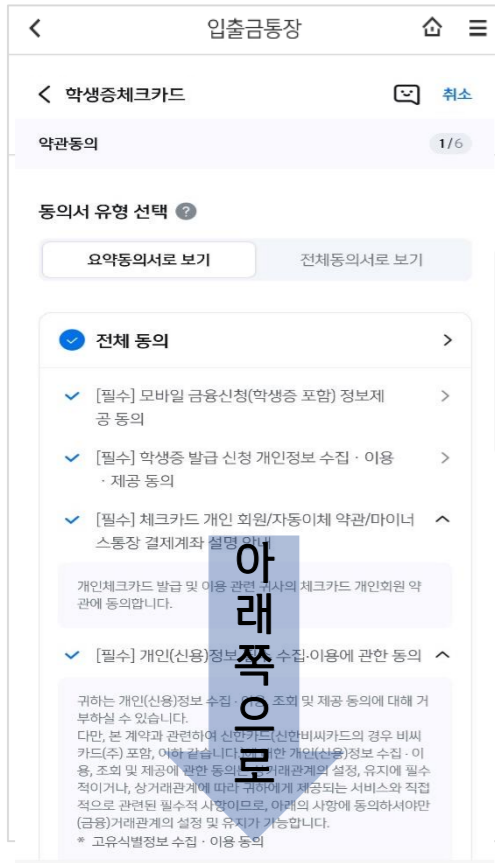 입출금통장
학생증체크카드
취소
약관동의
1/6
동의서 유형 선택 ?
요약동의서로 보기
전체동의서로 보기
전체 동의
[필수] 모바일 금융신청(학생증 포함) 정보제
공 동의
[필수] 학생증 발급 신청 개인정보 수집 · 이용
· 제공 동의
[필수] 체크카드 개인 회원/자동이체 약관/마이너
스통장 결제계좌 설명 안내
개인체크카드 발급 및 이용 관련 귀사의 체크카드 개인회원 약
관에 동의합니다.
[필수] 개인(신용)정보 수집·이용에 관한 동의
귀하는 개인(신용)정보 수집 · 이용, 조회 및 제공 동의에 대해 거
부하실 수 있습니다.
다만, 본 계약과 관련하여 신한카드(신한비씨카드의 경우 비씨
카드(주) 포함, 이하 같습니다)에 대한 개인(신용)정보 수집 · 이
용, 조회 및 제공에 관한 동의는 거래관계의 설정, 유지에 필수
적이거나, 상거래관계에 따라 귀하에게 제공되는 서비스와 직접
적으로 관련된 필수적 사항이므로, 아래의 사항에 동의하셔야만
(금융)거래관계의 설정 및 유지가 가능합니다.
* 고유식별정보 수집 · 이용 동의
아래쪽으로